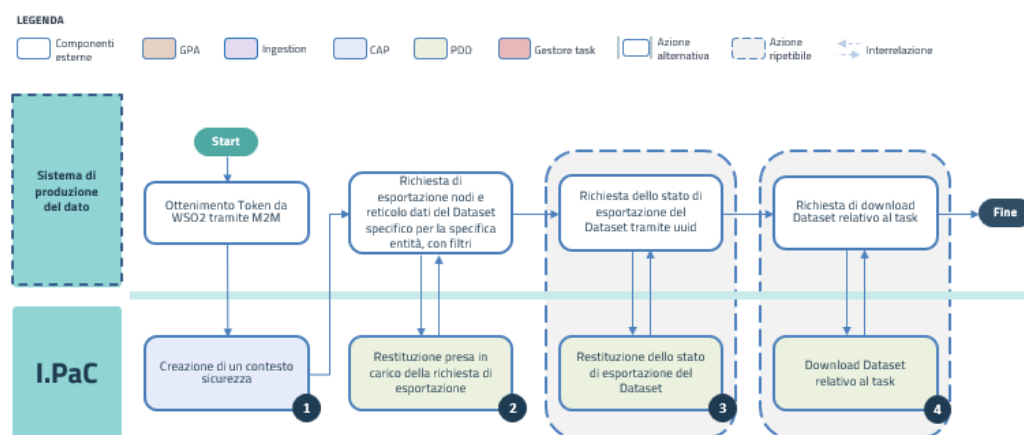 LEGENDA
Componenti
esterne
GPA
Ingestion
CAP
PDD
Gestore task
Azione
alternativa
Azione
ripetibile
Interrelazione
Sistema di
produzione
del dato
Start
Ottenimento Token da
WSO2 tramite M2M
Richiesta di
esportazione nodi e
reticolo dati del Dataset
specifico per la specifica
entità, con filtri
Richiesta dello stato di
esportazione del
Dataset tramite uuid
Richiesta di download
Dataset relativo al task
Fine
I.PaC
Creazione di un contesto
sicurezza
1
Restituzione presa in
carico della richiesta di
esportazione
2
Restituzione dello stato
di esportazione del
Dataset
3
Download Dataset
relativo al task
4